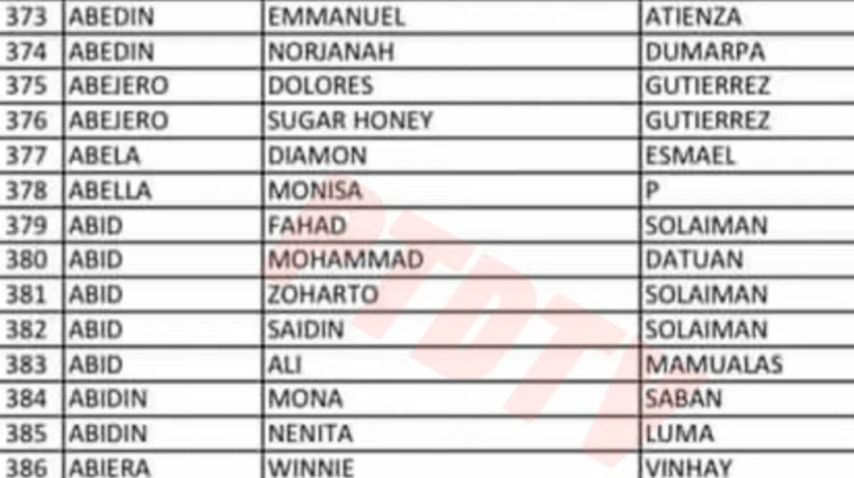 373 ABEDIN EMMANUEL ATIENZA
374 ABEDIN NORJANAH DUMARPA
375 ABEJERO DOLORES GUTIERREZ
376 ABEJERO SUGAR HONEY GUTIERREZ
377 ABELA DIAMON ESMAEL
378 ABELLA MONISA P
379 ABID FAHAD SOLAIMAN
380 ABID MOHAMMAD DATUAN
381 ABID ZOHARTO SOLAIMAN
382 ABID SAIDIN SOLAIMAN
383 ABID ALI MAMUALAS
384 ABIDIN MONA SABAN
385 ABIDIN NENITA LUMA
386 ABIERA WINNIE VINHAY
PTDTV